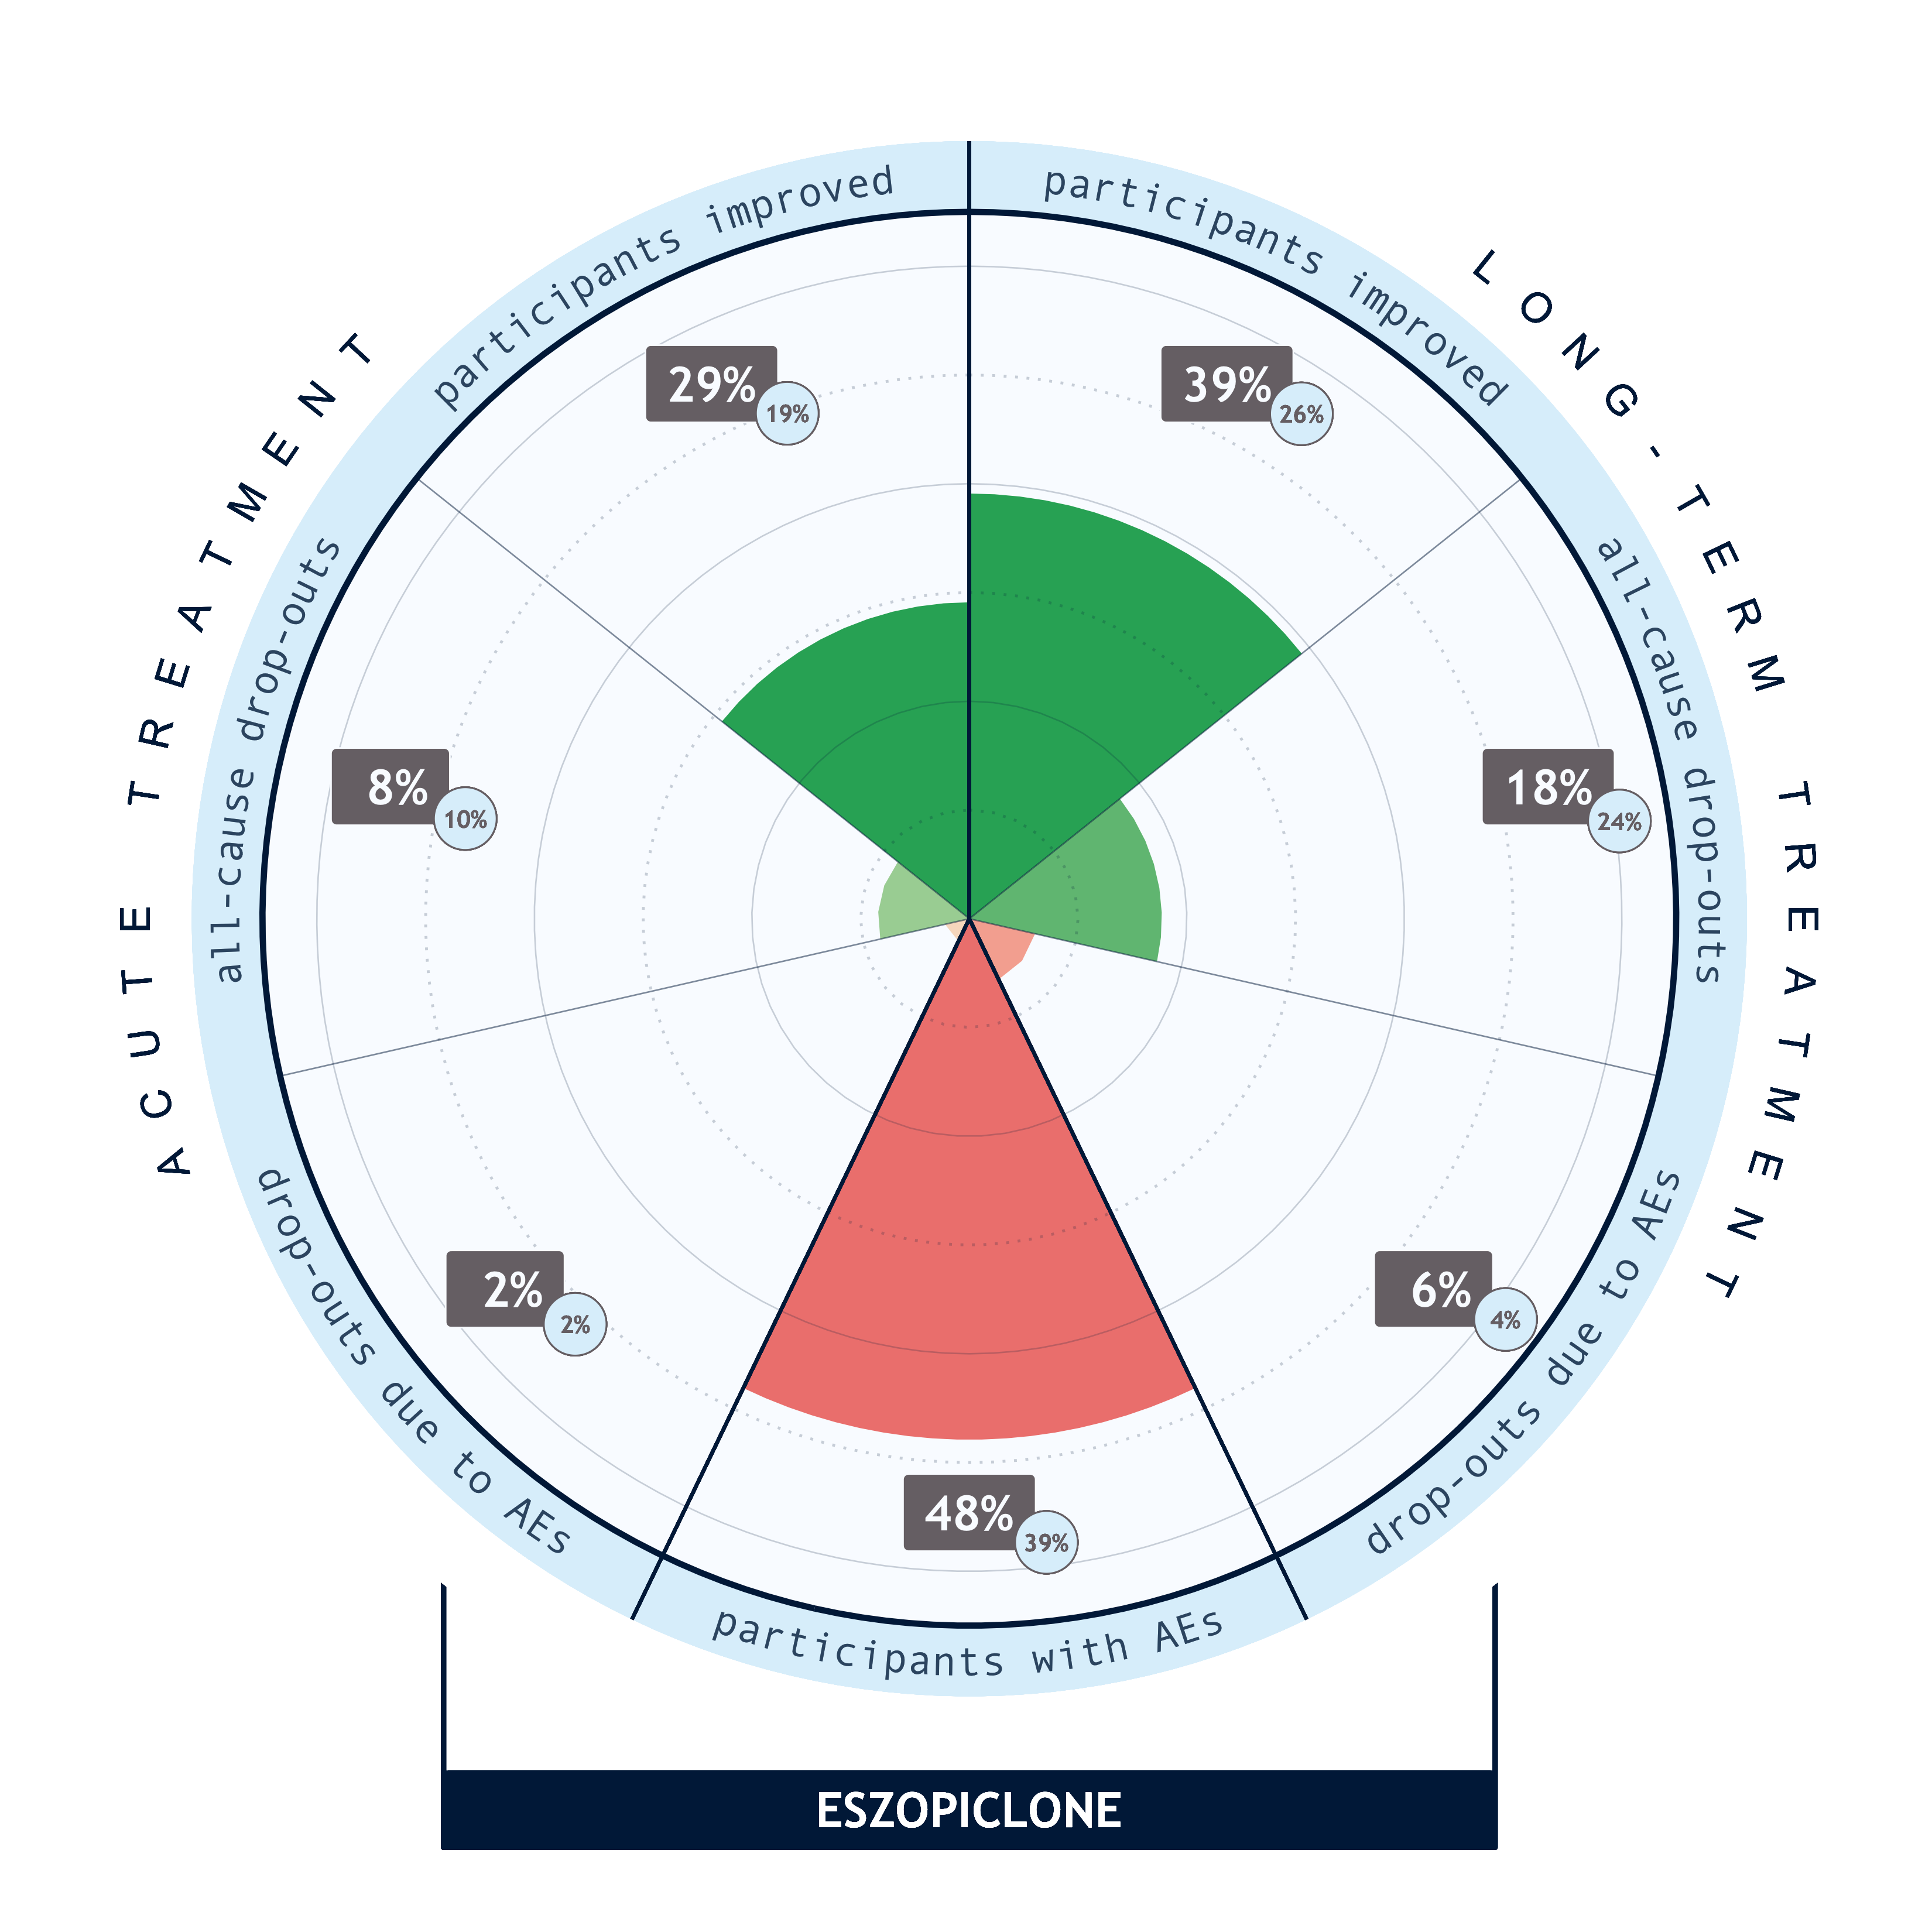 ACUTE TREATMENT
LONG-TERM TREATMENT
participants improved
participants improved
29%
19%
39%
26%
all-cause drop-outs
all-cause drop-outs
8%
10%
18%
24%
drop-outs due to AEs
drop-outs due to AEs
2%
2%
6%
4%
48%
39%
participants with AEs
ESZOPICLONE